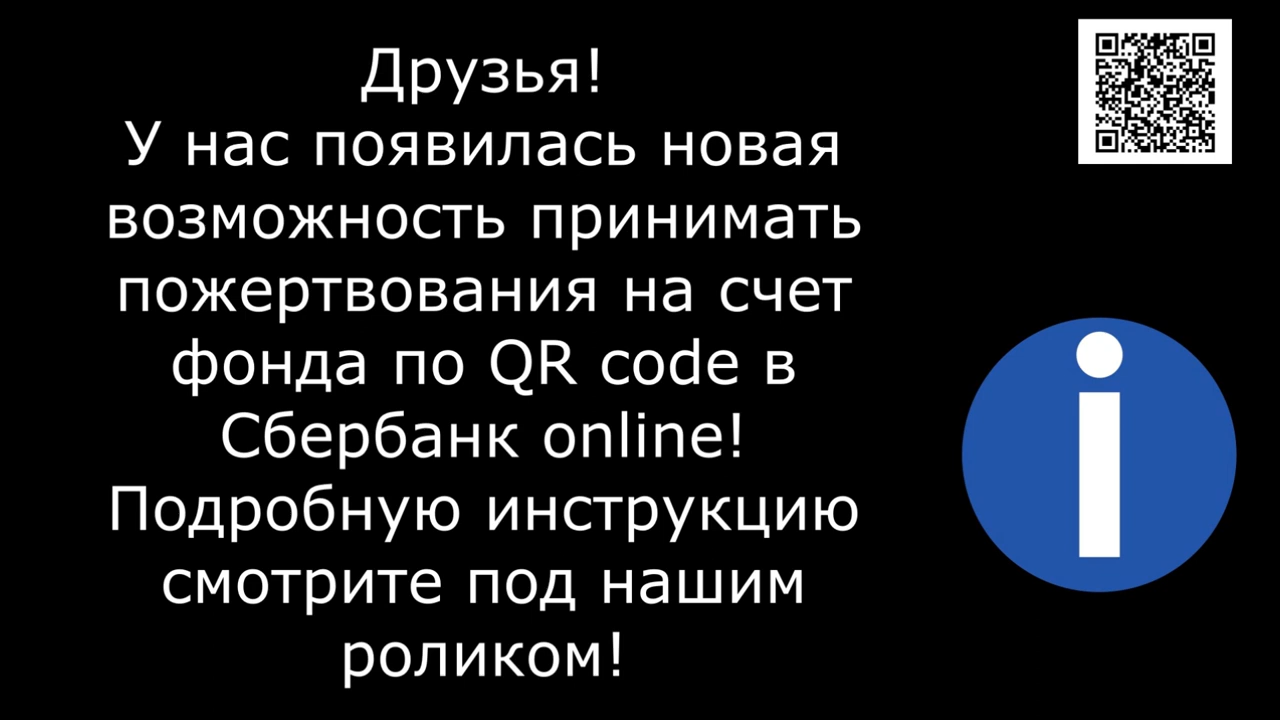 Друзья!
У нас появилась новая
возможность принимать
пожертвования на счет
фонда по QR code в
Сбербанк online!
Подробную инструкцию
смотрите под нашим
роликом!
i